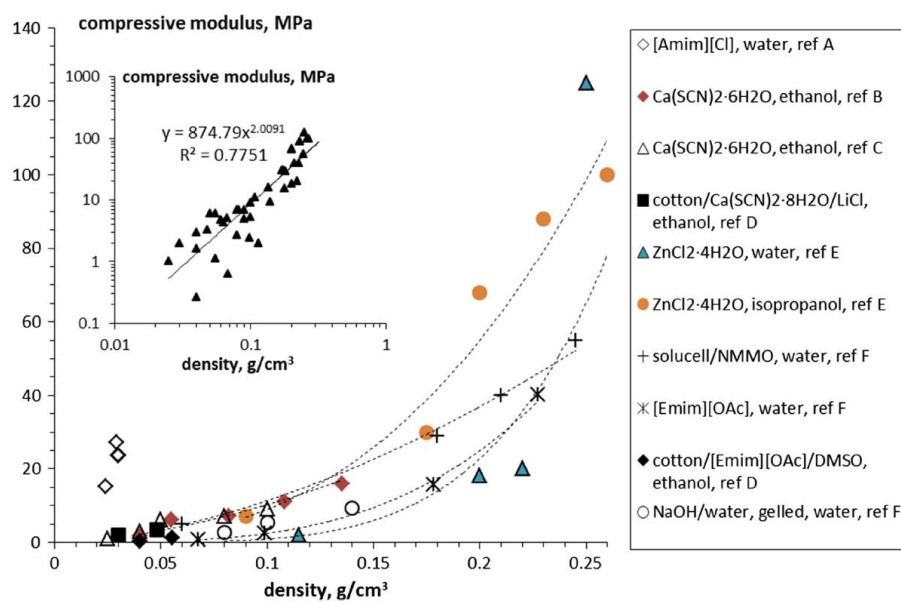 compressive modulus, MPa
140
120
100
80
60
40
20
0
0
0.05
0.1
0.15
0.2
0.25
density, g/cm³
compressive modulus, MPa
1000
100
10
1
0.1
0.01
0.1
1
density, g/cm³
y = 874.79x^2.0091
R² = 0.7751
[Amim][Cl], water, ref A
Ca(SCN)2·6H2O, ethanol, ref B
Ca(SCN)2·6H2O, ethanol, ref C
cotton/Ca(SCN)2·8H2O/LiCl,
ethanol, ref D
ZnCl2·4H2O, water, ref E
ZnCl2·4H2O, isopropanol, ref E
solucell/NMMO, water, ref F
[Emim][OAc], water, ref F
cotton/[Emim][OAc]/DMSO,
ethanol, ref D
NaOH/water, gelled, water, ref F